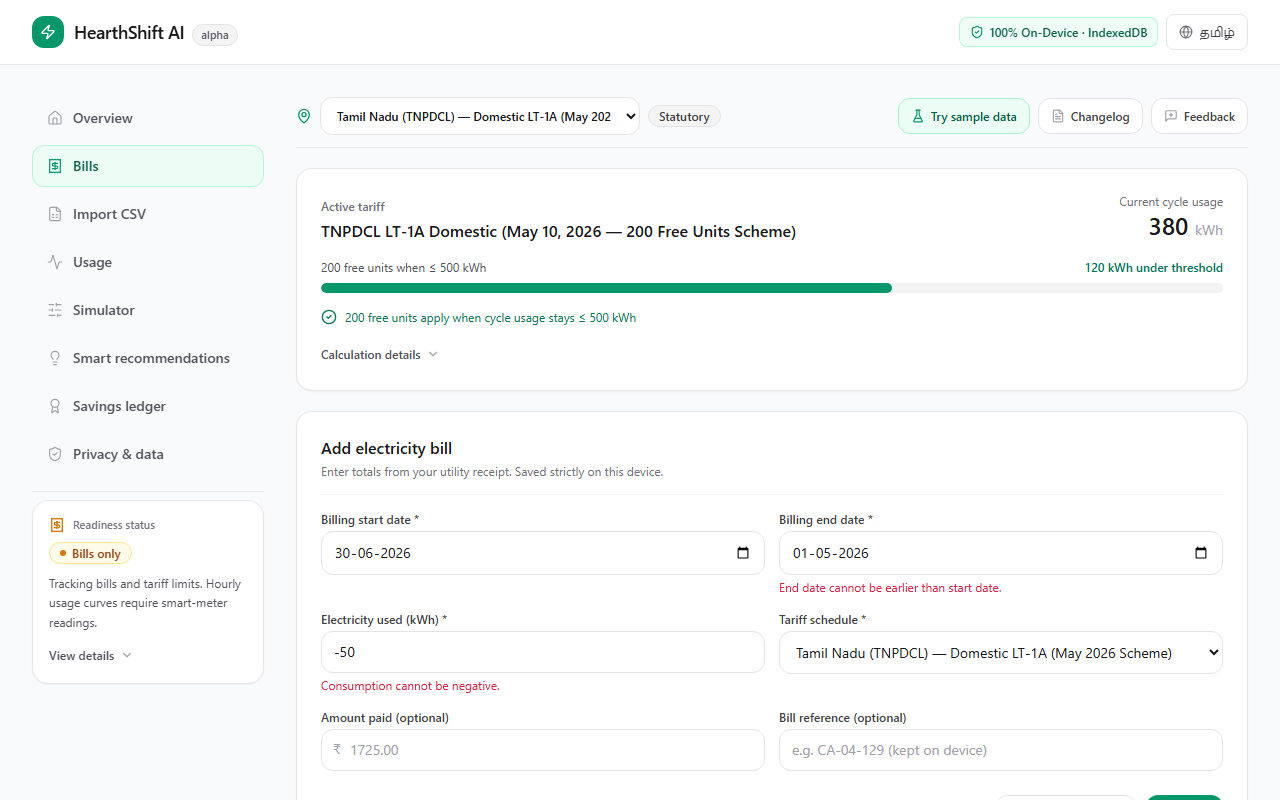 HearthShift AI alpha
100% On-Device · IndexedDB
தமிழ்
Overview
Bills
Import CSV
Usage
Simulator
Smart recommendations
Savings ledger
Privacy & data
Readiness status
Bills only
Tracking bills and tariff limits. Hourly
usage curves require smart-meter
readings.
View details
Tamil Nadu (TNPDCL) — Domestic LT-1A (May 202
Statutory
Try sample data
Changelog
Feedback
Active tariff
TNPDCL LT-1A Domestic (May 10, 2026 — 200 Free Units Scheme)
Current cycle usage
380 kWh
200 free units when ≤ 500 kWh
120 kWh under threshold
200 free units apply when cycle usage stays ≤ 500 kWh
Calculation details
Add electricity bill
Enter totals from your utility receipt. Saved strictly on this device.
Billing start date *
30-06-2026
Billing end date *
01-05-2026
End date cannot be earlier than start date.
Electricity used (kWh) *
-50
Consumption cannot be negative.
Tariff schedule *
Tamil Nadu (TNPDCL) — Domestic LT-1A (May 2026 Scheme)
Amount paid (optional)
₹ 1725.00
Bill reference (optional)
e.g. CA-04-129 (kept on device)